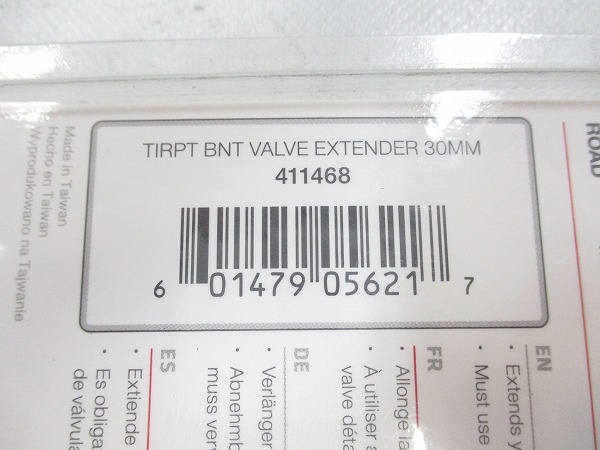 TIRPT BNT VALVE EXTENDER 30MM
411468
6 01479 05621 7
Made in Taiwan
Hecho en Taiwan
Wyprodukowano na Tajwanie
ROAD
EN
• Extends y
• Must use
FR
• Allonge la
• À utiliser a
valve déta
DE
• Verlänger
• Abnehmb
muss ver
ES
• Extiende
• Es obliga
de válvula